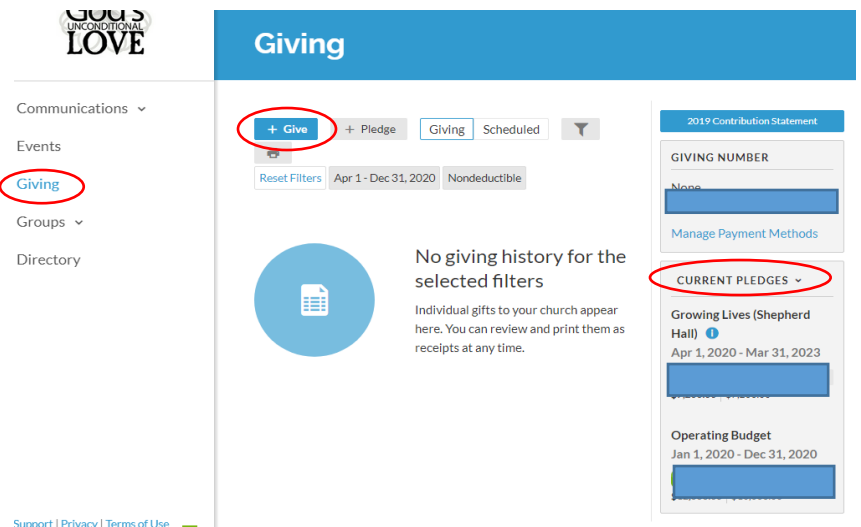 GOD'S
UNCONDITIONAL
LOVE
Giving
Communications
Events
Giving
Groups
Directory
+ Give
+ Pledge
Giving
Scheduled
Reset Filters
Apr 1 - Dec 31, 2020
Nondeductible
No giving history for the
selected filters
Individual gifts to your church appear
here. You can review and print them as
receipts at any time.
2019 Contribution Statement
GIVING NUMBER
None
Manage Payment Methods
CURRENT PLEDGES
Growing Lives (Shepherd
Hall)
Apr 1, 2020 - Mar 31, 2023
Operating Budget
Jan 1, 2020 - Dec 31, 2020
Support | Privacy | Terms of Use